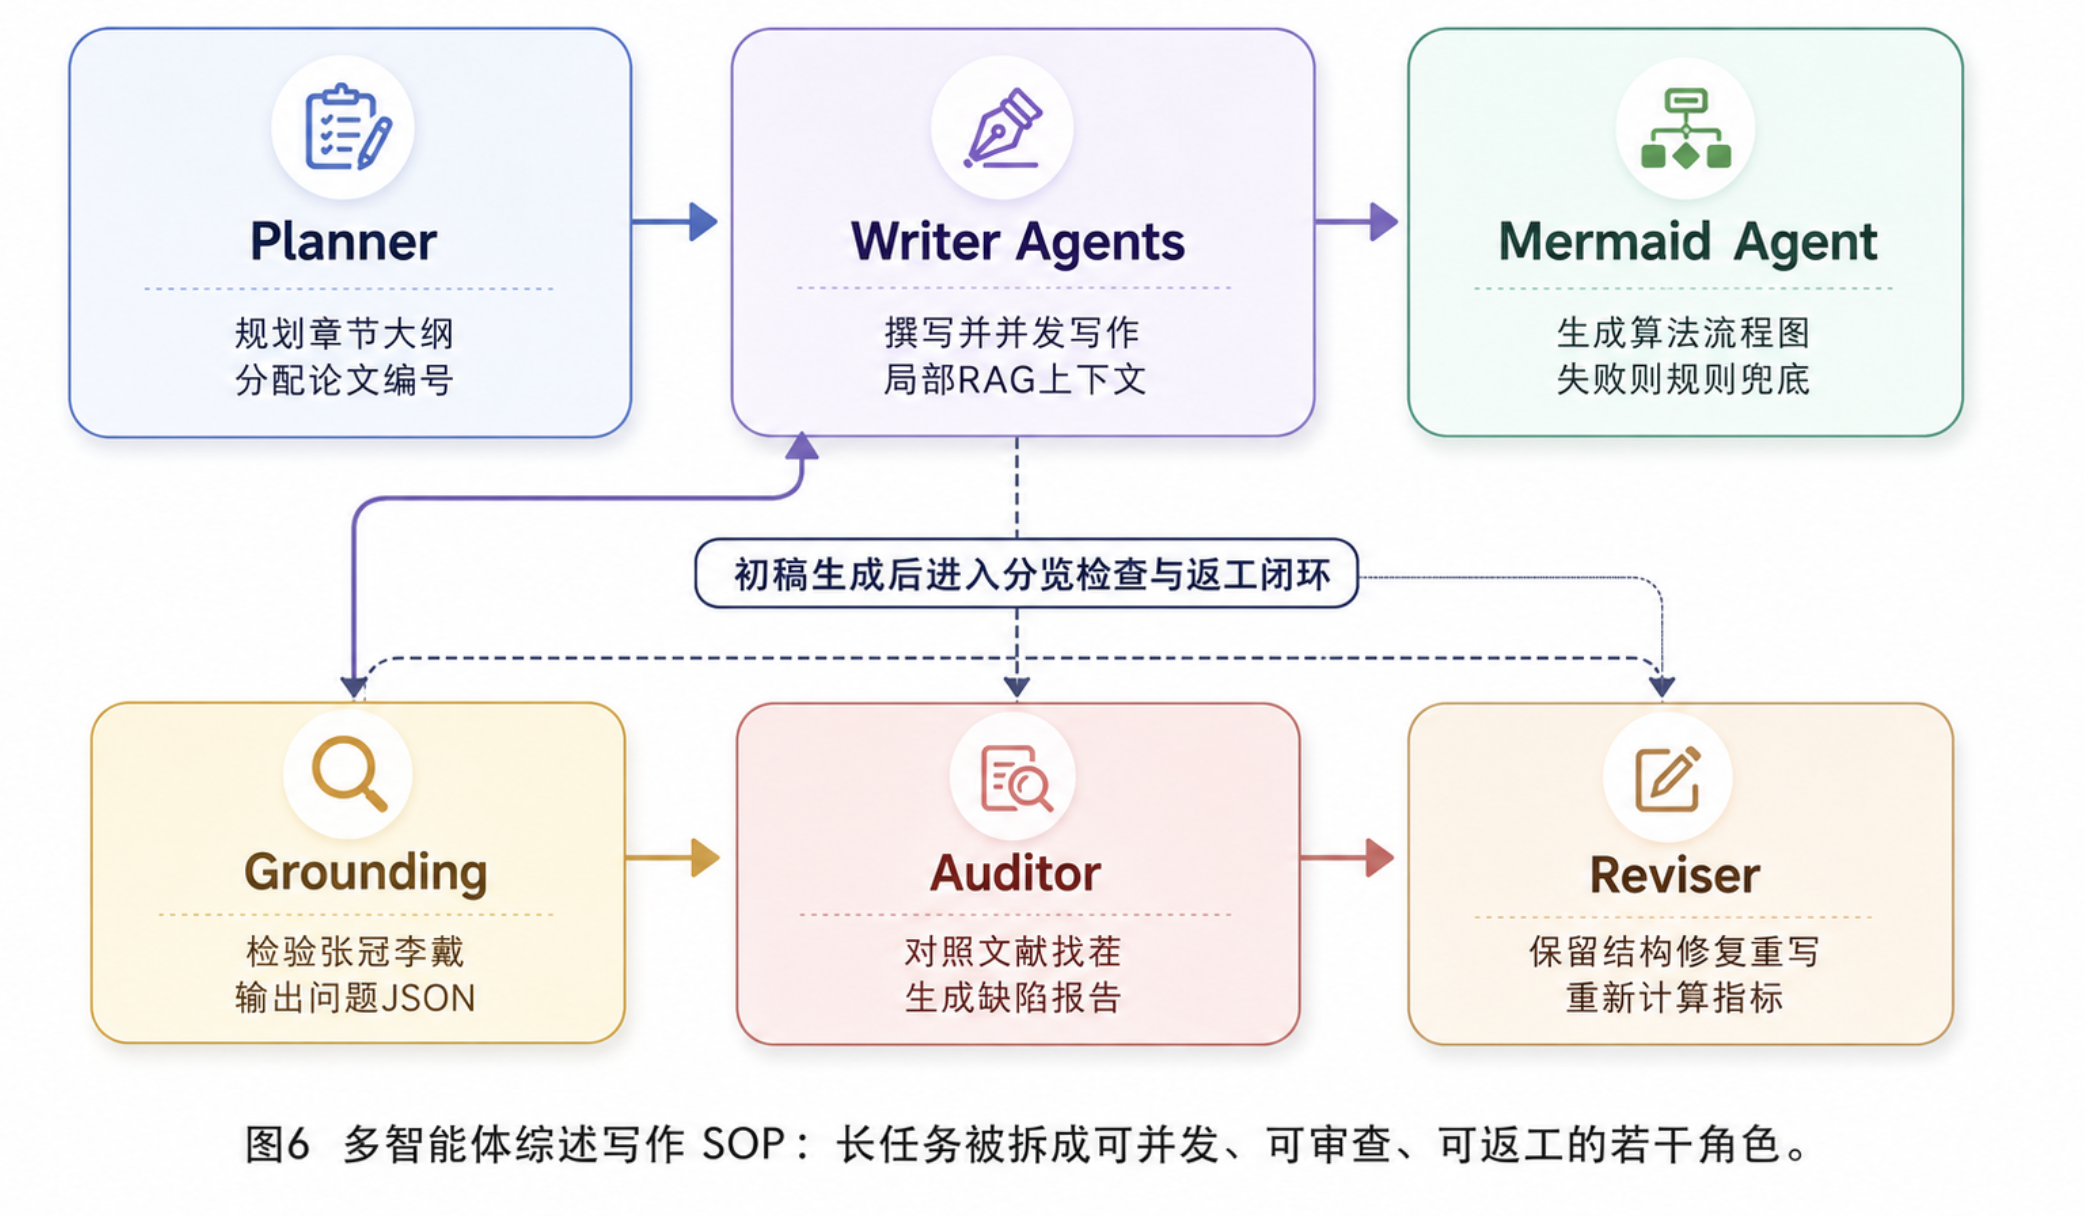 Planner
规划章节大纲
分配论文编号
Writer Agents
撰写并并发写作
局部RAG上下文
Mermaid Agent
生成算法流程图
失败则规则兜底
初稿生成后进入分览检查与返工闭环
Grounding
检验张冠李戴
输出问题JSON
Auditor
对照文献找茬
生成缺陷报告
Reviser
保留结构修复重写
重新计算指标
图6 多智能体综述写作 SOP：长任务被拆成可并发、可审查、可返工的若干角色。